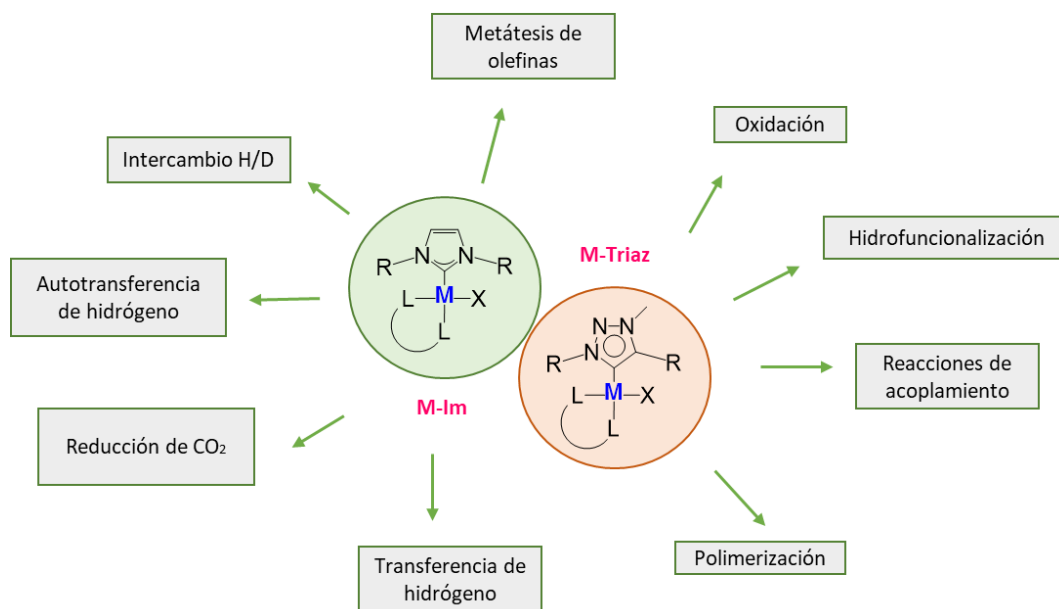 Metátesis de
olefinas
Oxidación
Intercambio H/D
Hidrofuncionalización
M-Triaz
Autotransferencia
de hidrógeno
R
N
N
R
L
M
X
L
N
N
N
R
R
L
M
X
L
Reacciones de
acoplamiento
M-Im
Reducción de CO₂
Transferencia de
hidrógeno
Polimerización